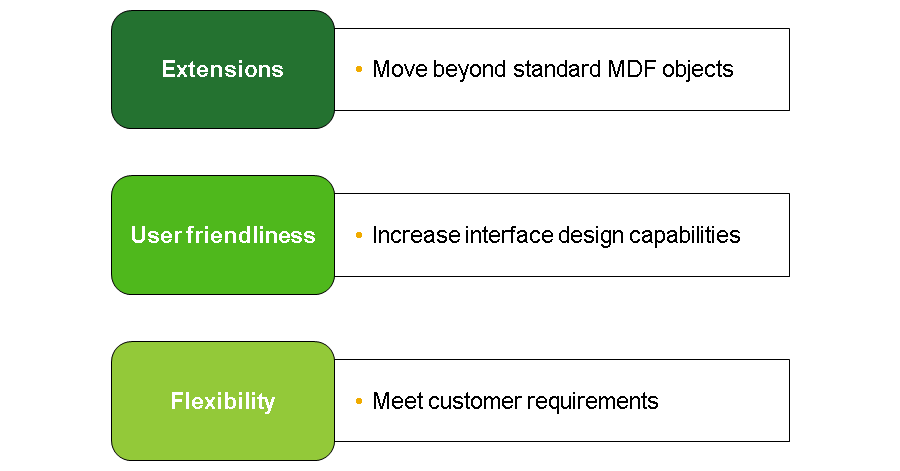 Extensions
• Move beyond standard MDF objects
User friendliness
• Increase interface design capabilities
Flexibility
• Meet customer requirements